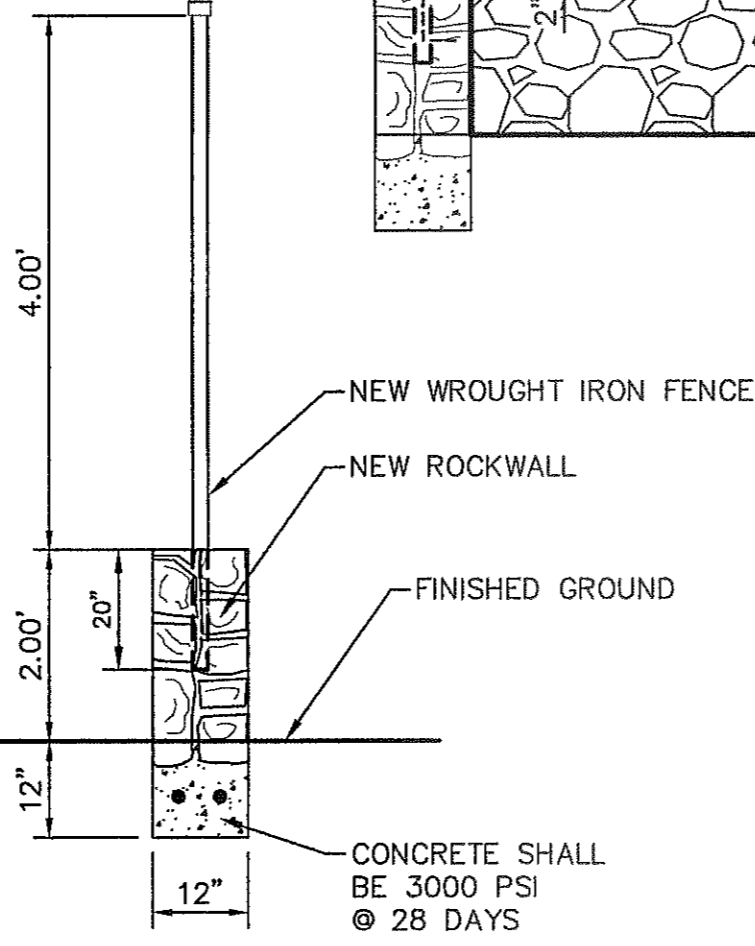 2"
4.00'
NEW WROUGHT IRON FENCE
NEW ROCKWALL
FINISHED GROUND
20"
2.00'
12"
12"
CONCRETE SHALL
BE 3000 PSI
@ 28 DAYS